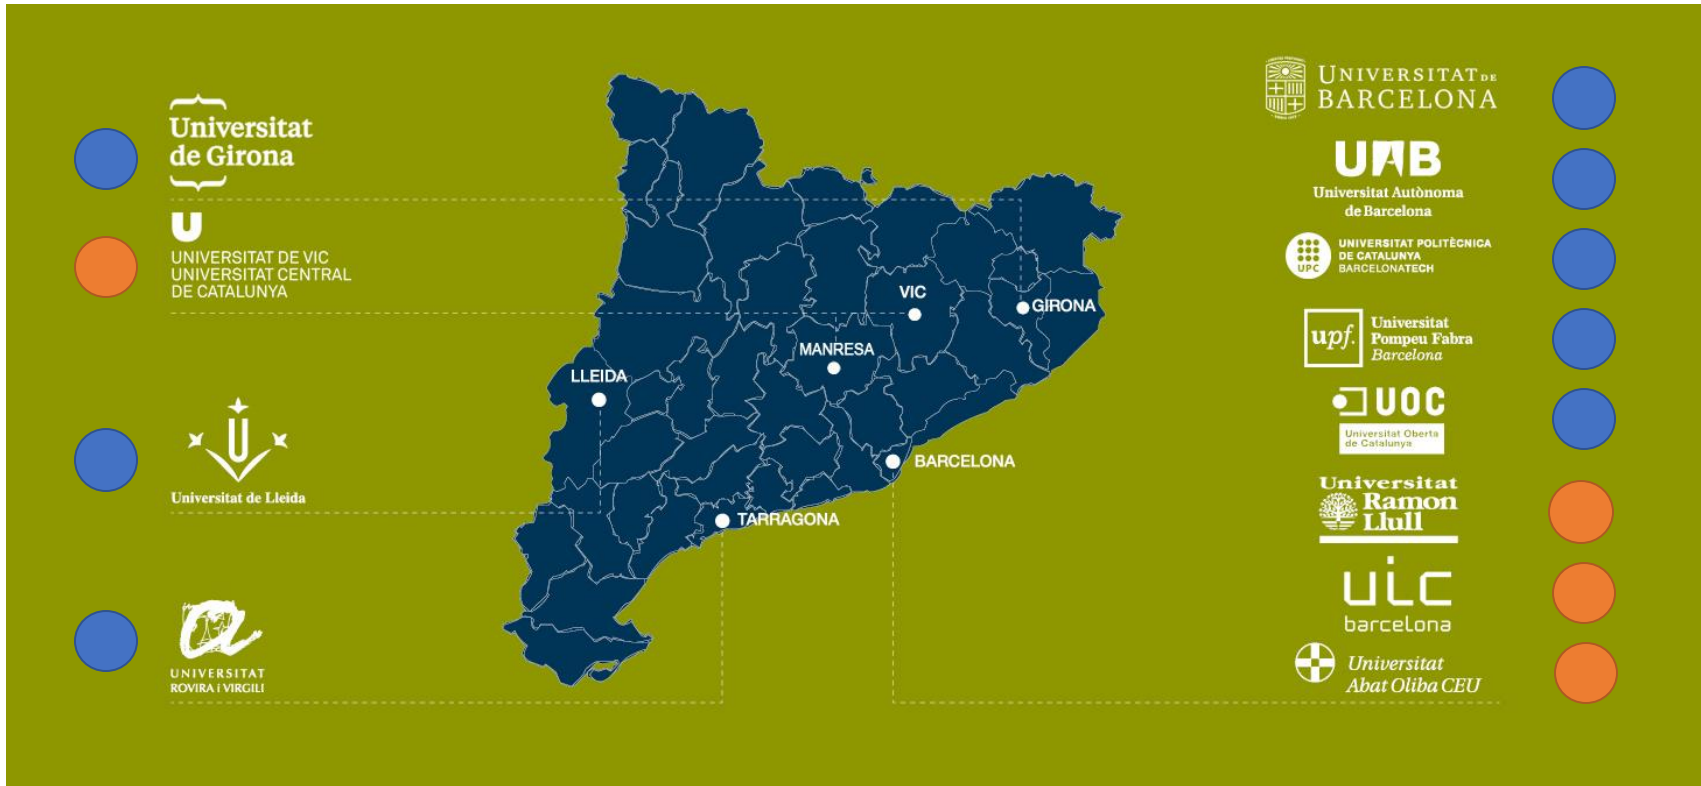 Universitat
de Girona
U
UNIVERSITAT DE VIC
UNIVERSITAT CENTRAL
DE CATALUNYA
Universitat de Lleida
UNIVERSITAT
ROVIRA i VIRGILI
VIC
GIRONA
MANRESA
LLEIDA
BARCELONA
TARRAGONA
UNIVERSITAT DE
BARCELONA
UAB
Universitat Autònoma
de Barcelona
UPC
UNIVERSITAT POLITÈCNICA
DE CATALUNYA
BARCELONATECH
upf.
Universitat
Pompeu Fabra
Barcelona
UOC
Universitat Oberta
de Catalunya
Universitat
Ramon
Llull
uic
barcelona
Universitat
Abat Oliba CEU